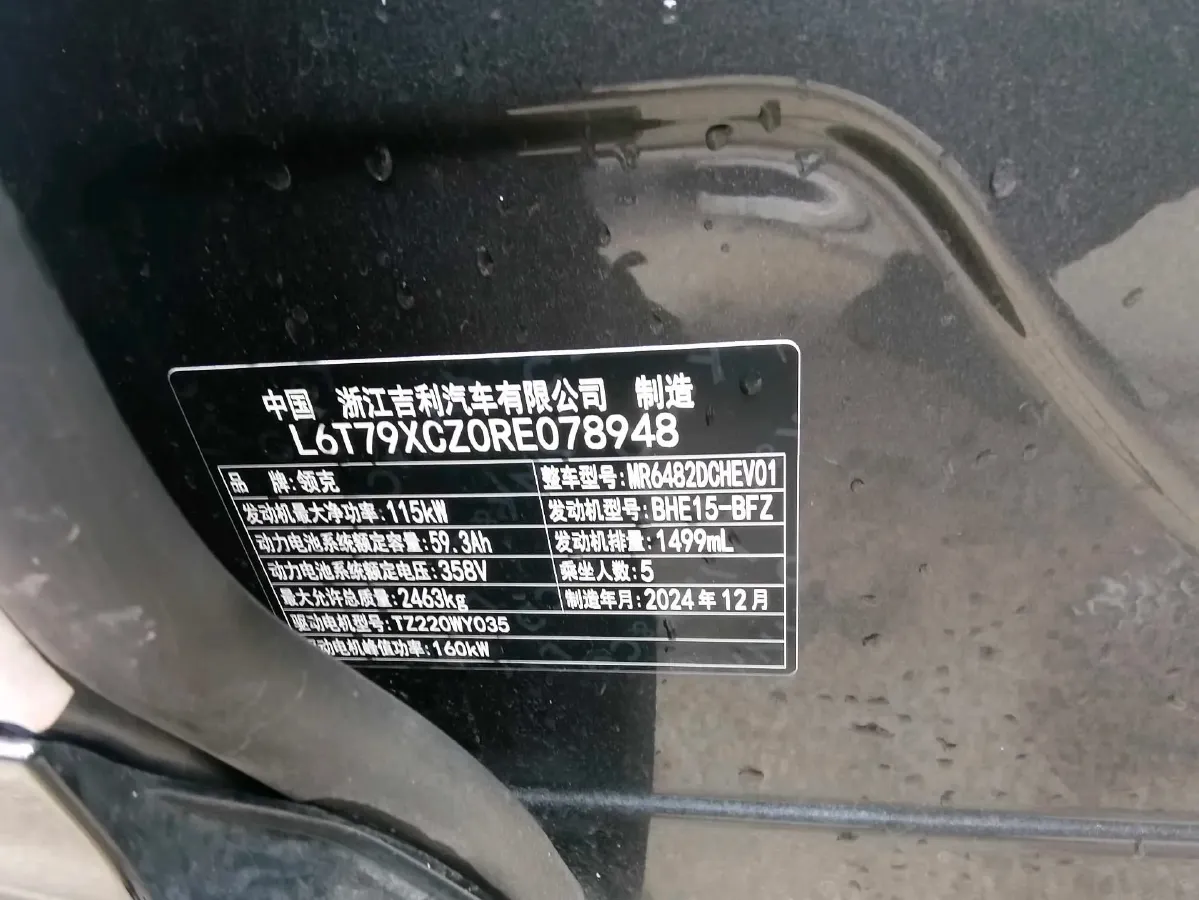 中国 浙江吉利汽车有限公司 制造
L6T79XCZ0RE078948
品 牌:领克 整车型号:MR6482DCHEV01
发动机最大净功率:115kW 发动机型号:BHE15-BFZ
动力电池系统额定容量:59.3Ah 发动机排量:1499mL
动力电池系统额定电压:358V 乘坐人数:5
最大允许总质量:2463kg 制造年月:2024年12月
驱动电机型号:TZ220WY035
动电机峰值功率:160kW